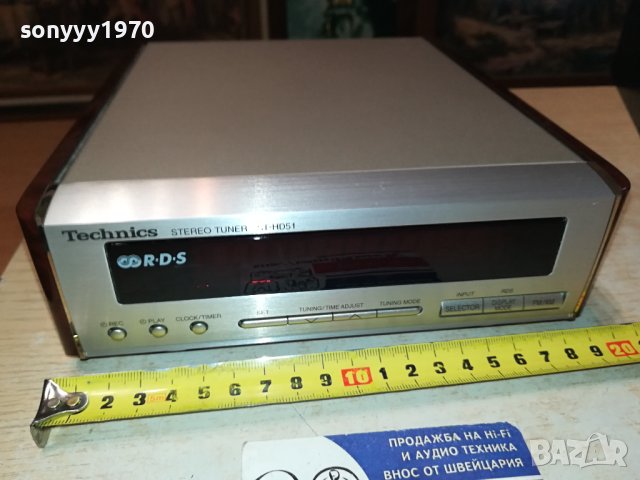 sonyyy1970
Technics STEREO TUNER ST-HD51
R·D·S
REC PLAY CLOCK/TIMER SET TUNING/TIME ADJUST TUNING MODE INPUT SELECTOR RDS DISPLAY MODE FM/AM
2 3 4 5 6 7 8 9 10 1 2 3 4 5 6 7 8 9 20
ПРОДАЖБА НА Hi-Fi
И АУДИО ТЕХНИКА
ВНОС ОТ ШВЕЙЦАРИЯ
BAZAR